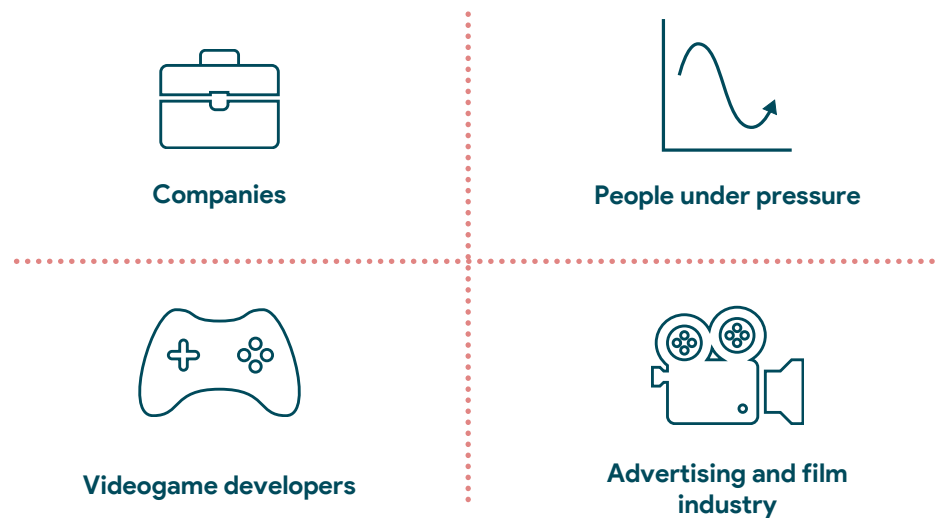 Companies
People under pressure
Videogame developers
Advertising and film
industry